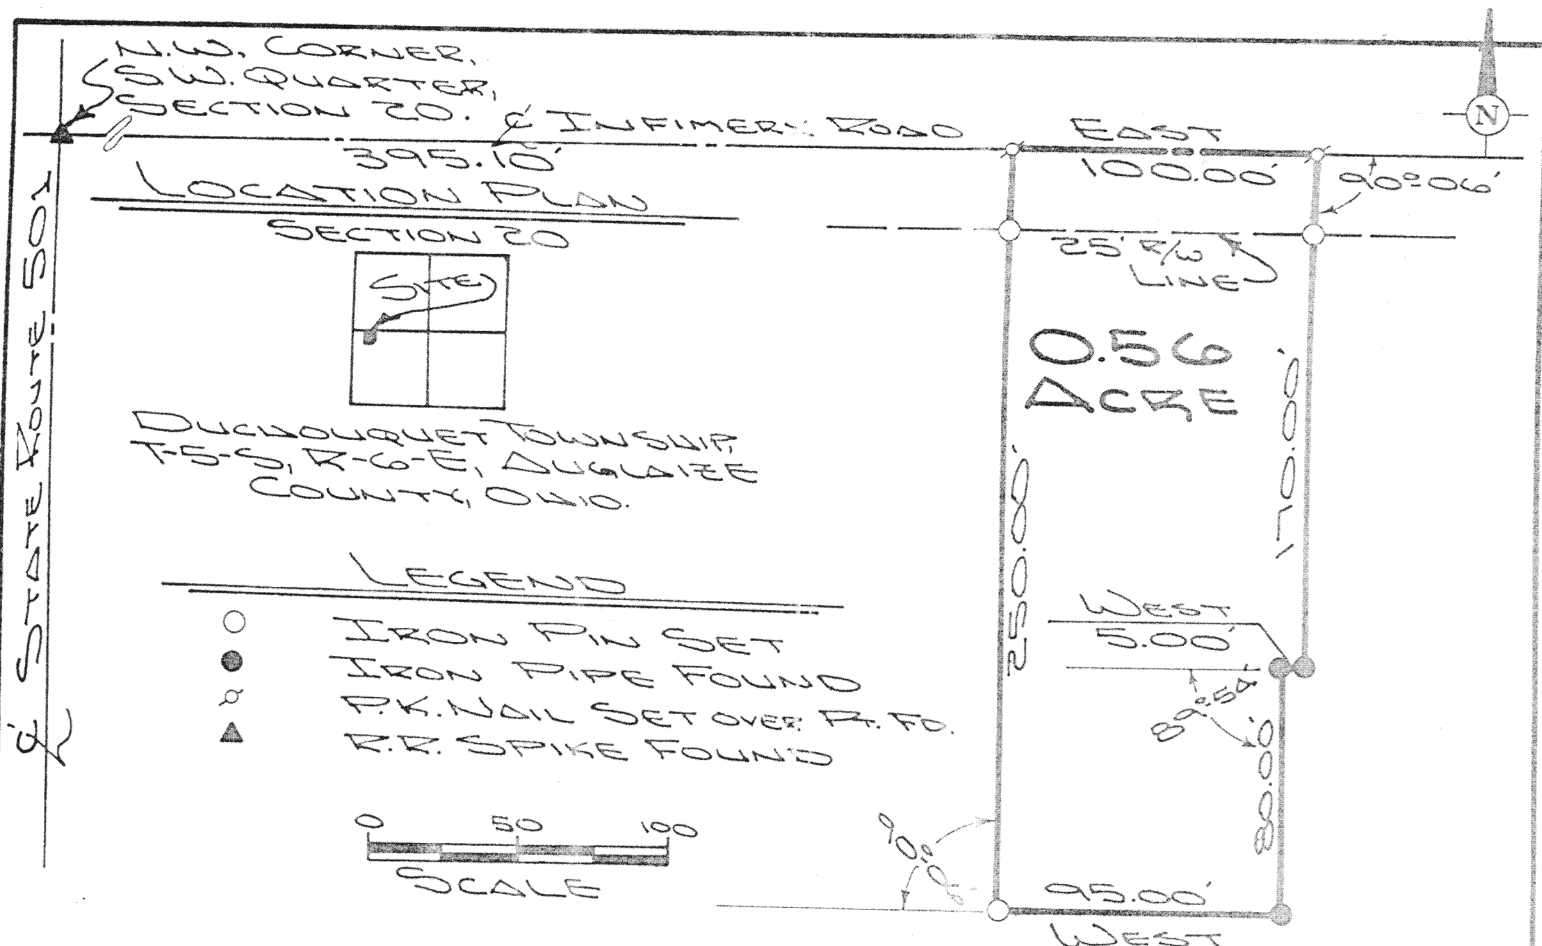 N.W. CORNER,
S.W. QUARTER,
SECTION 20.
℄ INFIMERY ROAD
395.10'
EAST
100.00'
N
90°-06'
LOCATION PLAN
SECTION 20
SITE
25' R/W
LINE
0.56
ACRE
℄ STATE ROUTE 501
DUCHOUQUET TOWNSHIP,
T-5-S, R-6-E, AUGLAIZE
COUNTY, OHIO.
250.00'
170.00'
LEGEND
IRON PIN SET
IRON PIPE FOUND
P.K. NAIL SET OVER PT. FD.
R.R. SPIKE FOUND
WEST
5.00'
89°-54'
80.00'
0 50 100
SCALE
95.00'
WEST